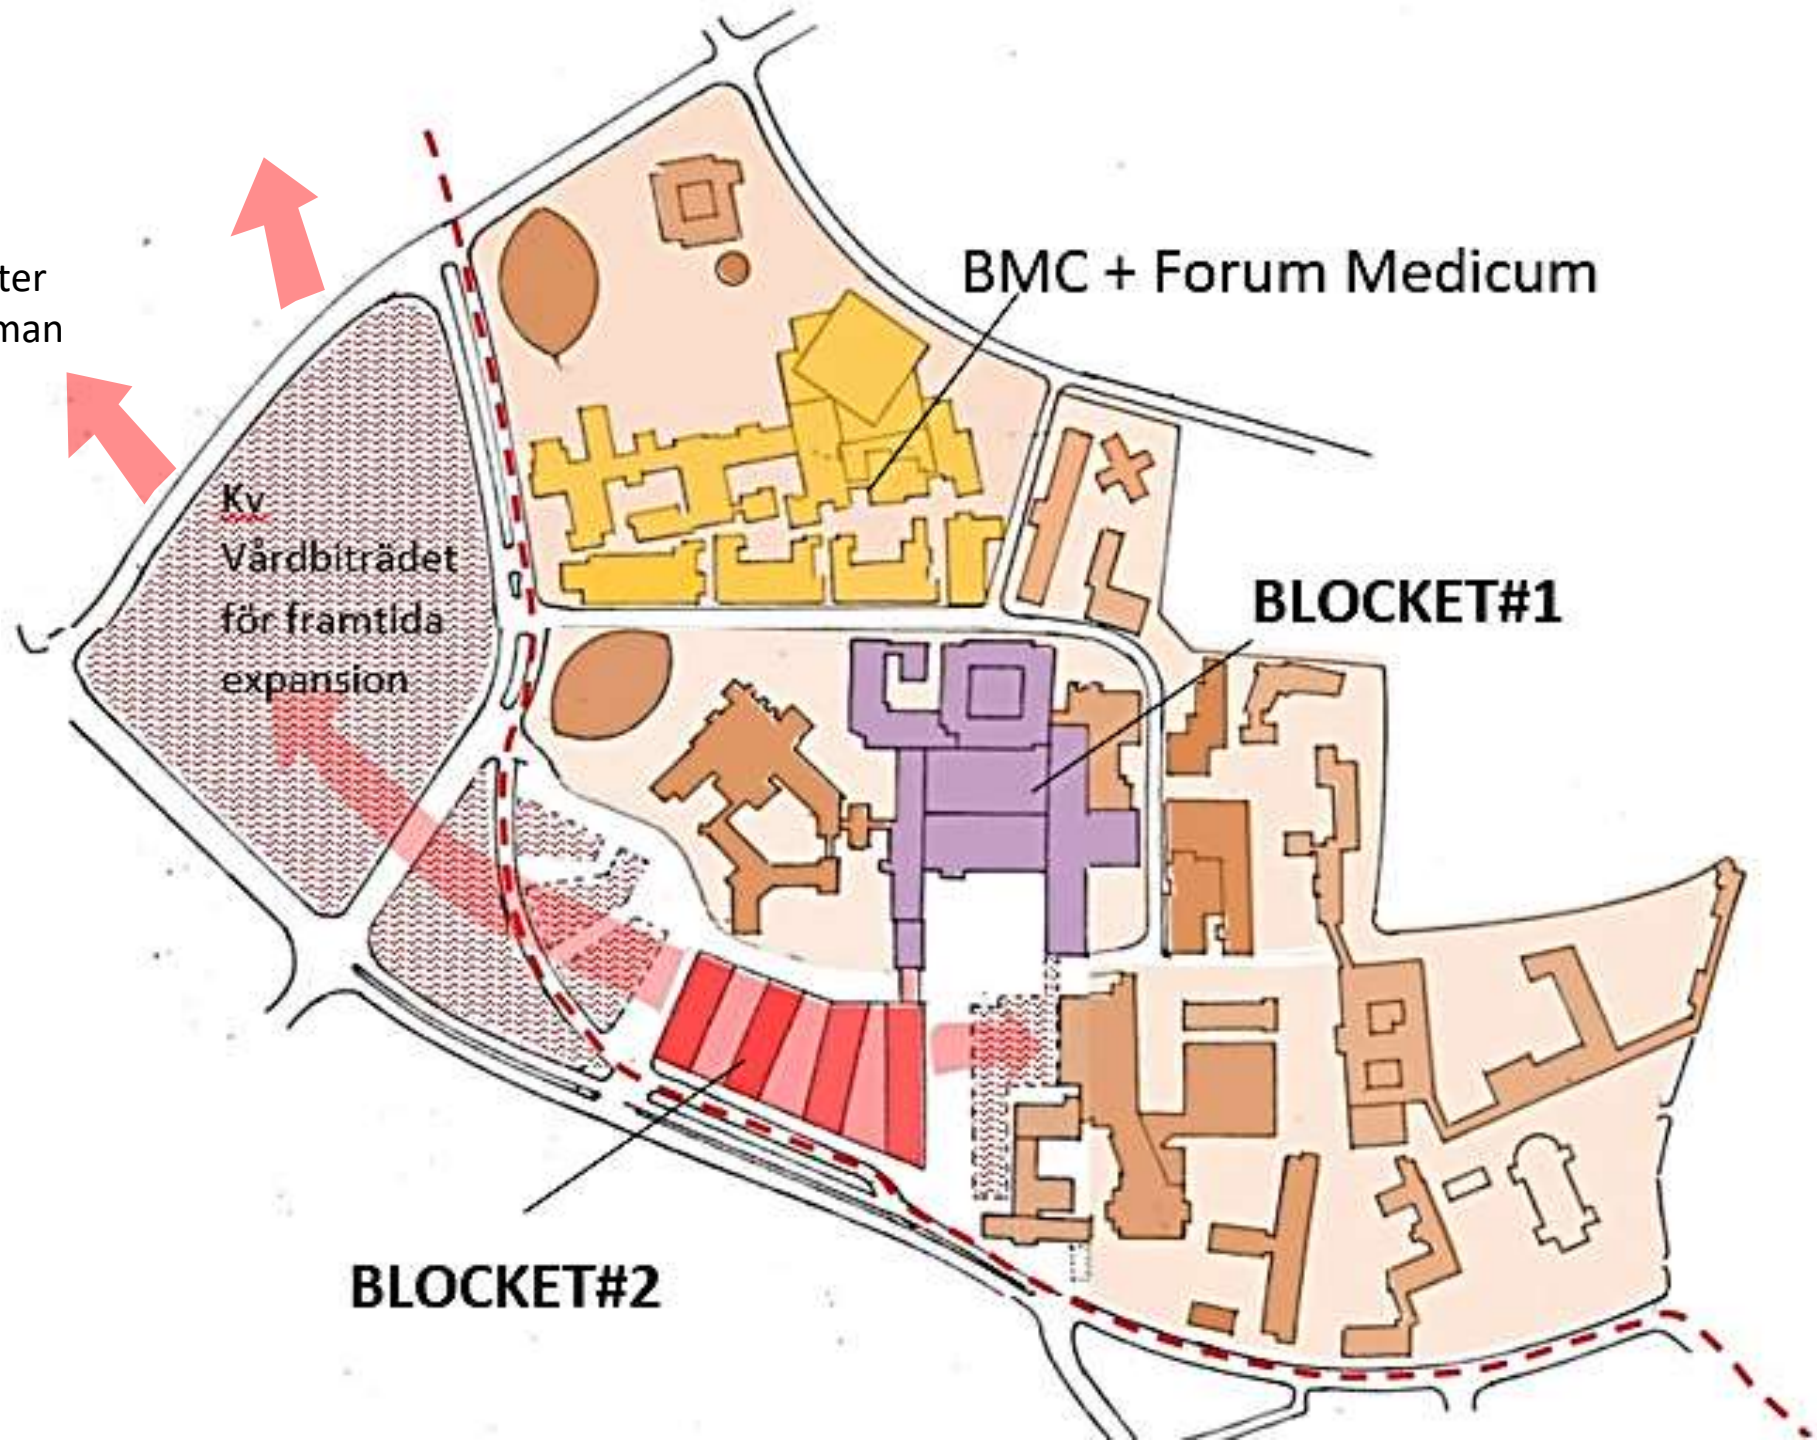 BMC + Forum Medicum
ter
man
Kv
Vårdbiträdet
för framtida
expansion
BLOCKET#1
BLOCKET#2